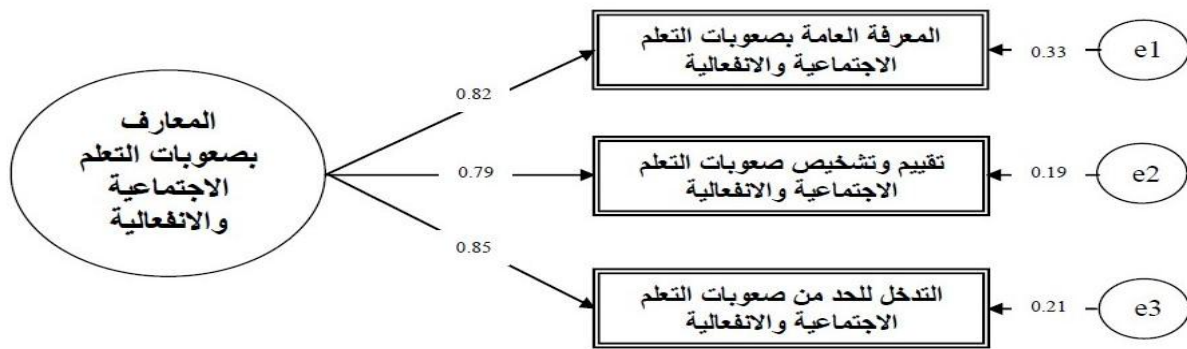 المعارف
بصعوبات التعلم
الاجتماعية
والانفعالية
0.82
0.79
0.85
المعرفة العامة بصعوبات التعلم
الاجتماعية والانفعالية
0.33
e1
تقييم وتشخيص صعوبات التعلم
الاجتماعية والانفعالية
0.19
e2
التدخل للحد من صعوبات التعلم
الاجتماعية والانفعالية
0.21
e3